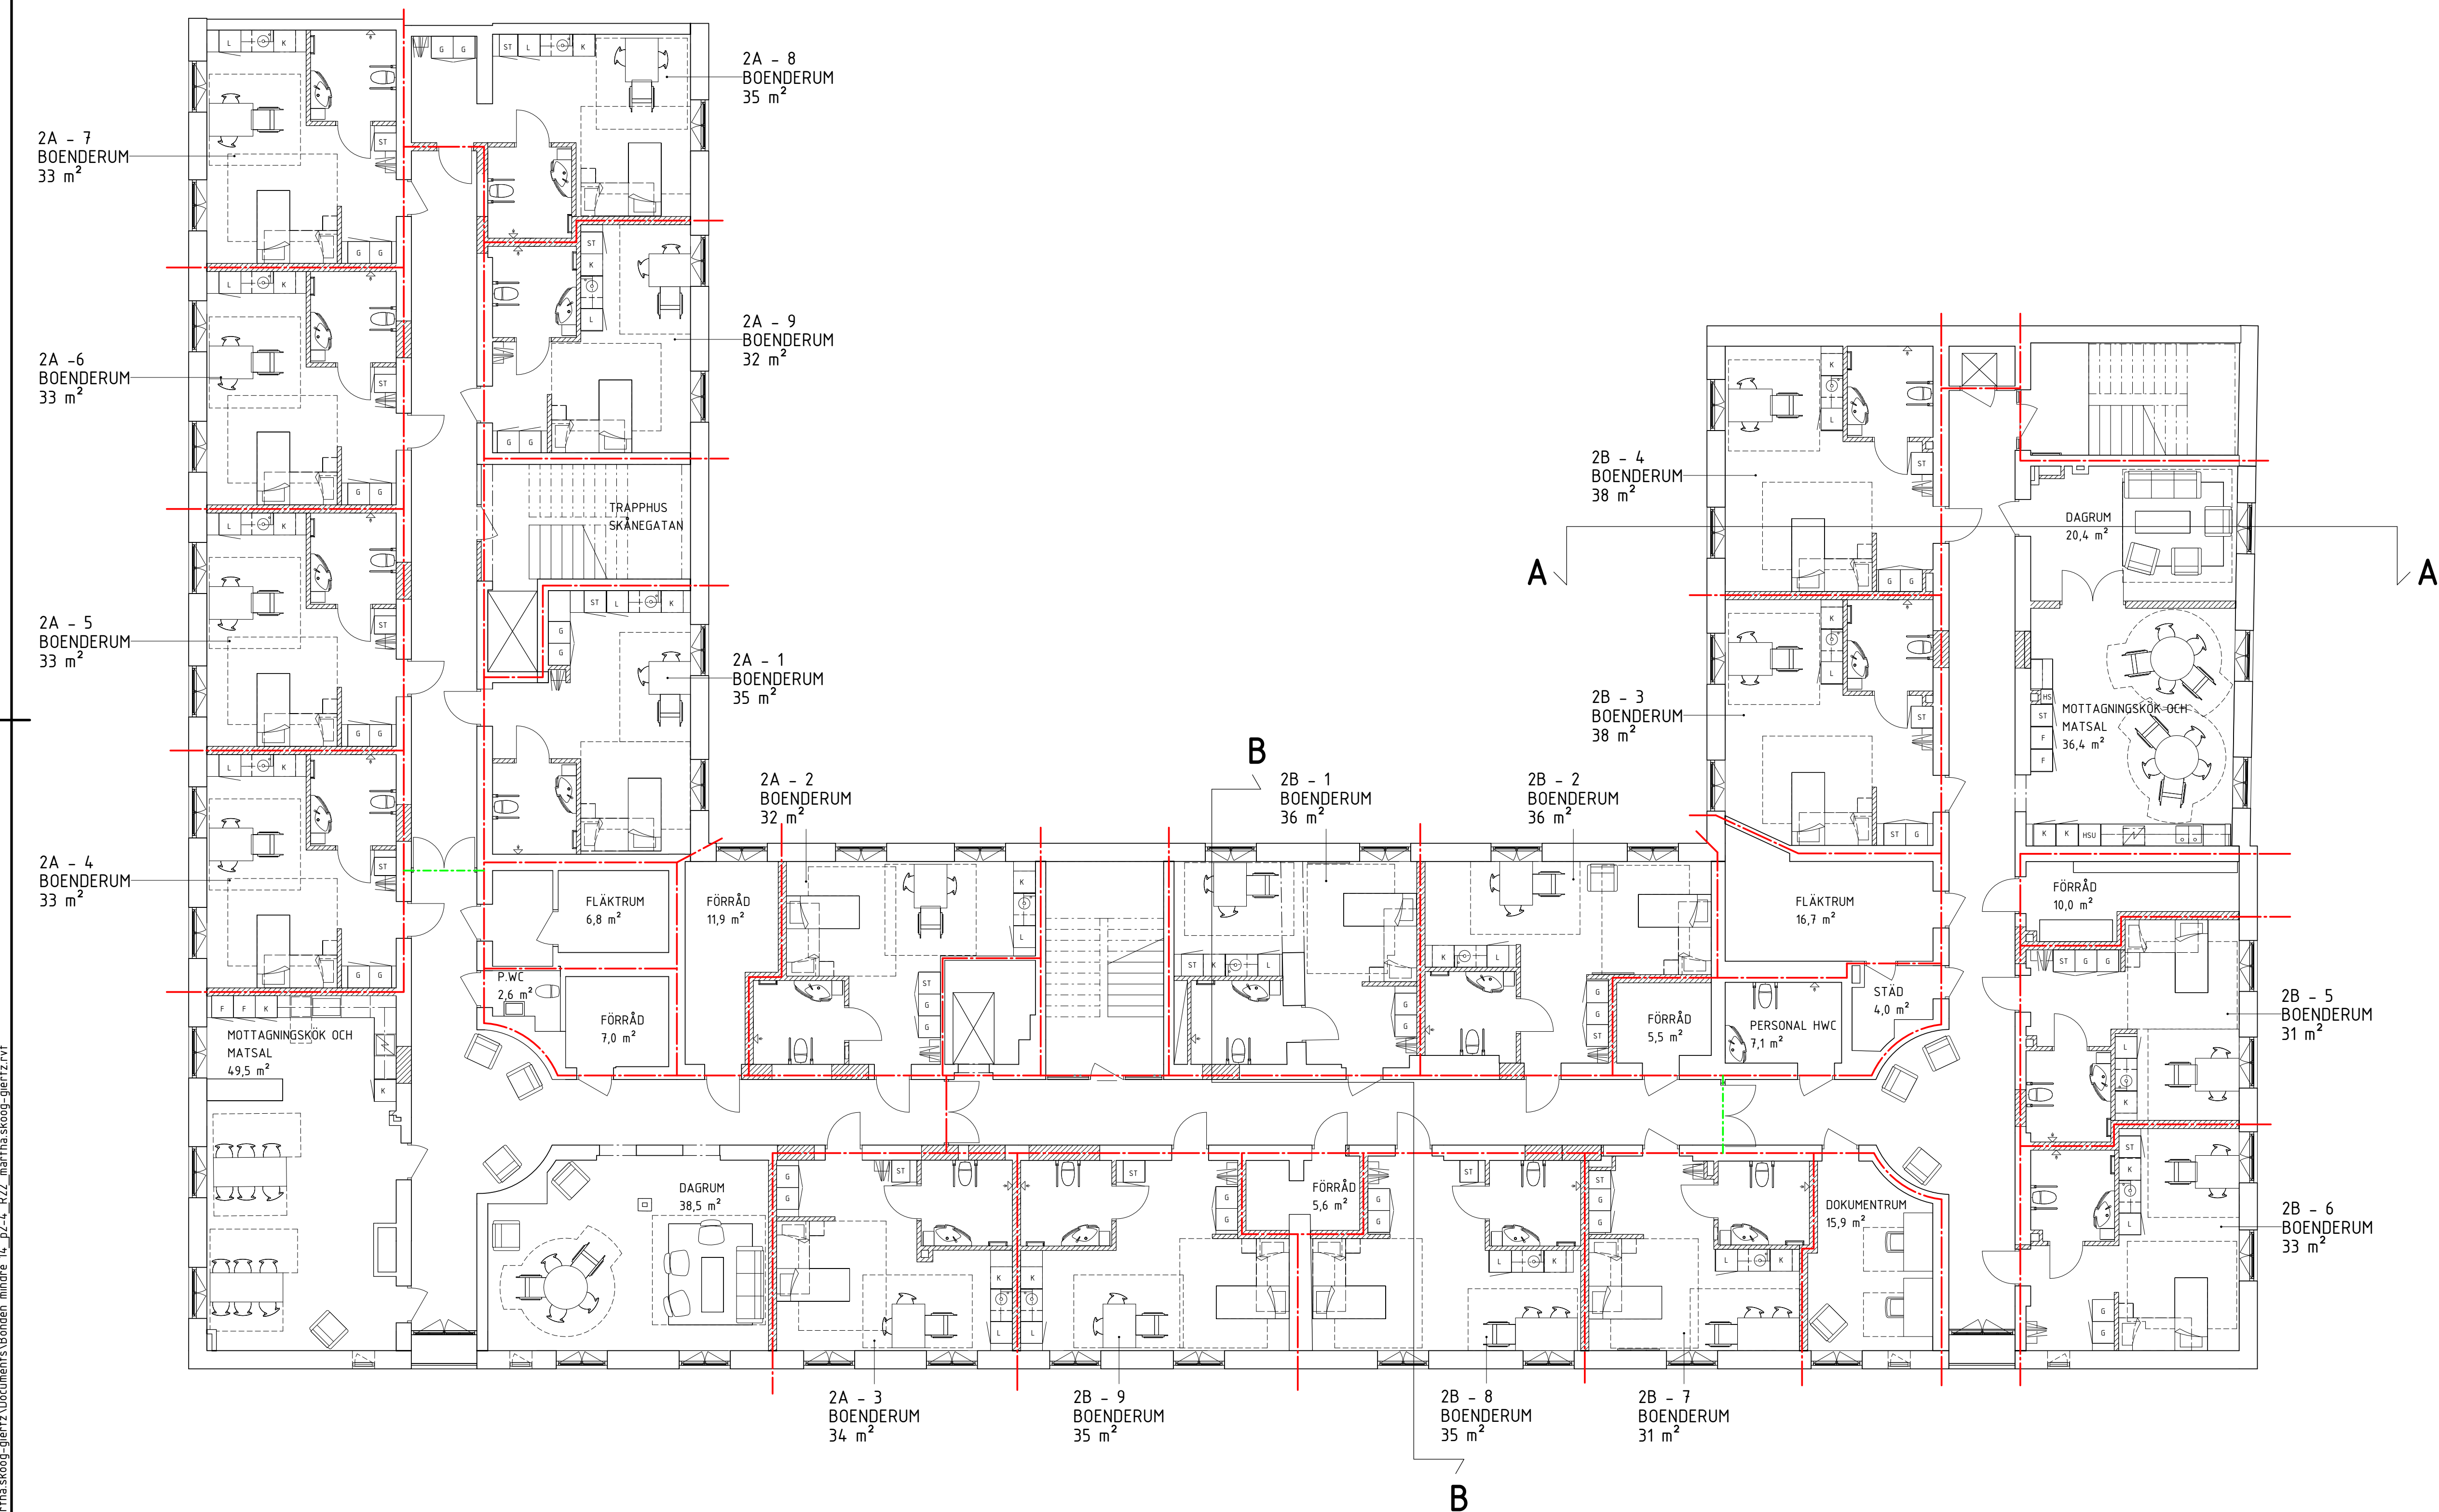 2A - 8
BOENDERUM
35 m²
2A - 7
BOENDERUM
33 m²
2A - 9
BOENDERUM
32 m²
2A -6
BOENDERUM
33 m²
TRAPPHUS
SKÅNEGATAN
2A - 5
BOENDERUM
33 m²
2A - 1
BOENDERUM
35 m²
2A - 4
BOENDERUM
33 m²
2A - 2
BOENDERUM
32 m²
B
2B - 1
BOENDERUM
36 m²
2B - 2
BOENDERUM
36 m²
2B - 4
BOENDERUM
38 m²
A
A
2B - 3
BOENDERUM
38 m²
DAGRUM
20,4 m²
MOTTAGNINGSKÖK OCH
MATSAL
36,4 m²
FLÄKTRUM
6,8 m²
FÖRRÅD
11,9 m²
FLÄKTRUM
16,7 m²
FÖRRÅD
10,0 m²
P.WC
2,6 m²
FÖRRÅD
7,0 m²
FÖRRÅD
5,5 m²
PERSONAL HWC
7,1 m²
STÄD
4,0 m²
2B - 5
BOENDERUM
31 m²
MOTTAGNINGSKÖK OCH
MATSAL
49,5 m²
DAGRUM
38,5 m²
FÖRRÅD
5,6 m²
DOKUMENTRUM
15,9 m²
2B - 6
BOENDERUM
33 m²
2A - 3
BOENDERUM
34 m²
2B - 9
BOENDERUM
35 m²
2B - 8
BOENDERUM
35 m²
2B - 7
BOENDERUM
31 m²
B